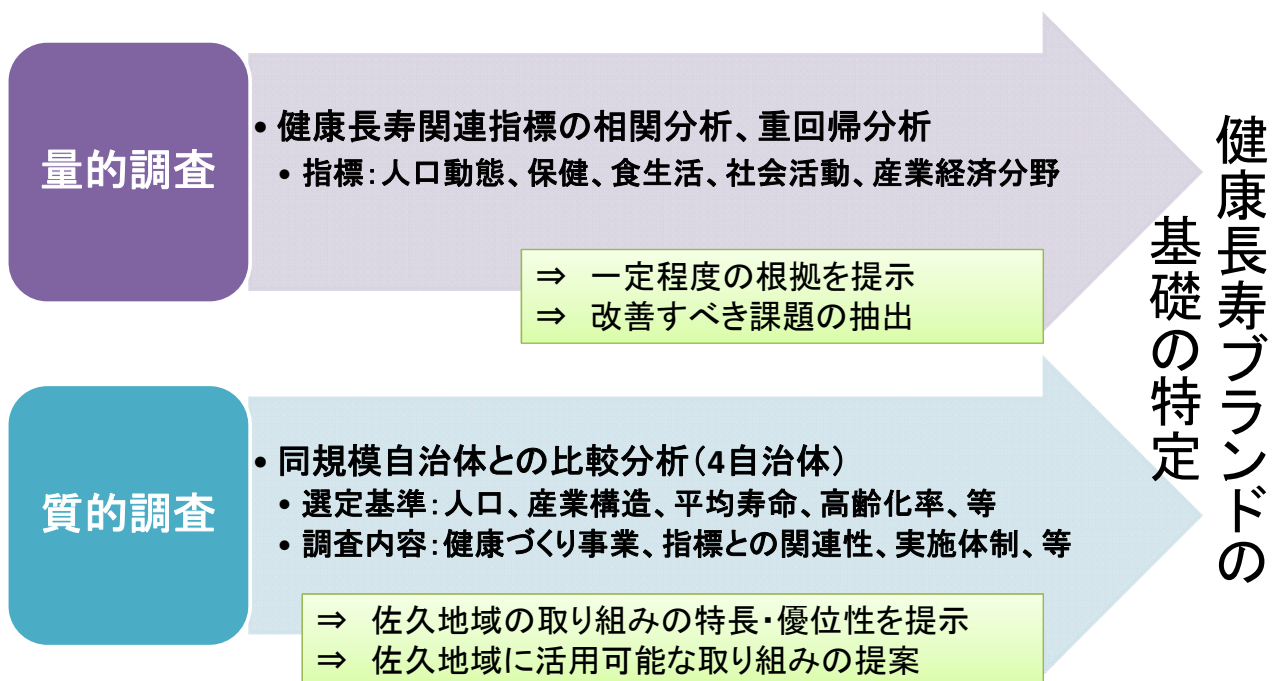 量的調査
• 健康長寿関連指標の相関分析、重回帰分析
• 指標：人口動態、保健、食生活、社会活動、産業経済分野
⇒ 一定程度の根拠を提示
⇒ 改善すべき課題の抽出
質的調査
• 同規模自治体との比較分析（4自治体）
• 選定基準：人口、産業構造、平均寿命、高齢化率、等
• 調査内容：健康づくり事業、指標との関連性、実施体制、等
⇒ 佐久地域の取り組みの特長・優位性を提示
⇒ 佐久地域に活用可能な取り組みの提案
健康長寿ブランドの
基礎の特定